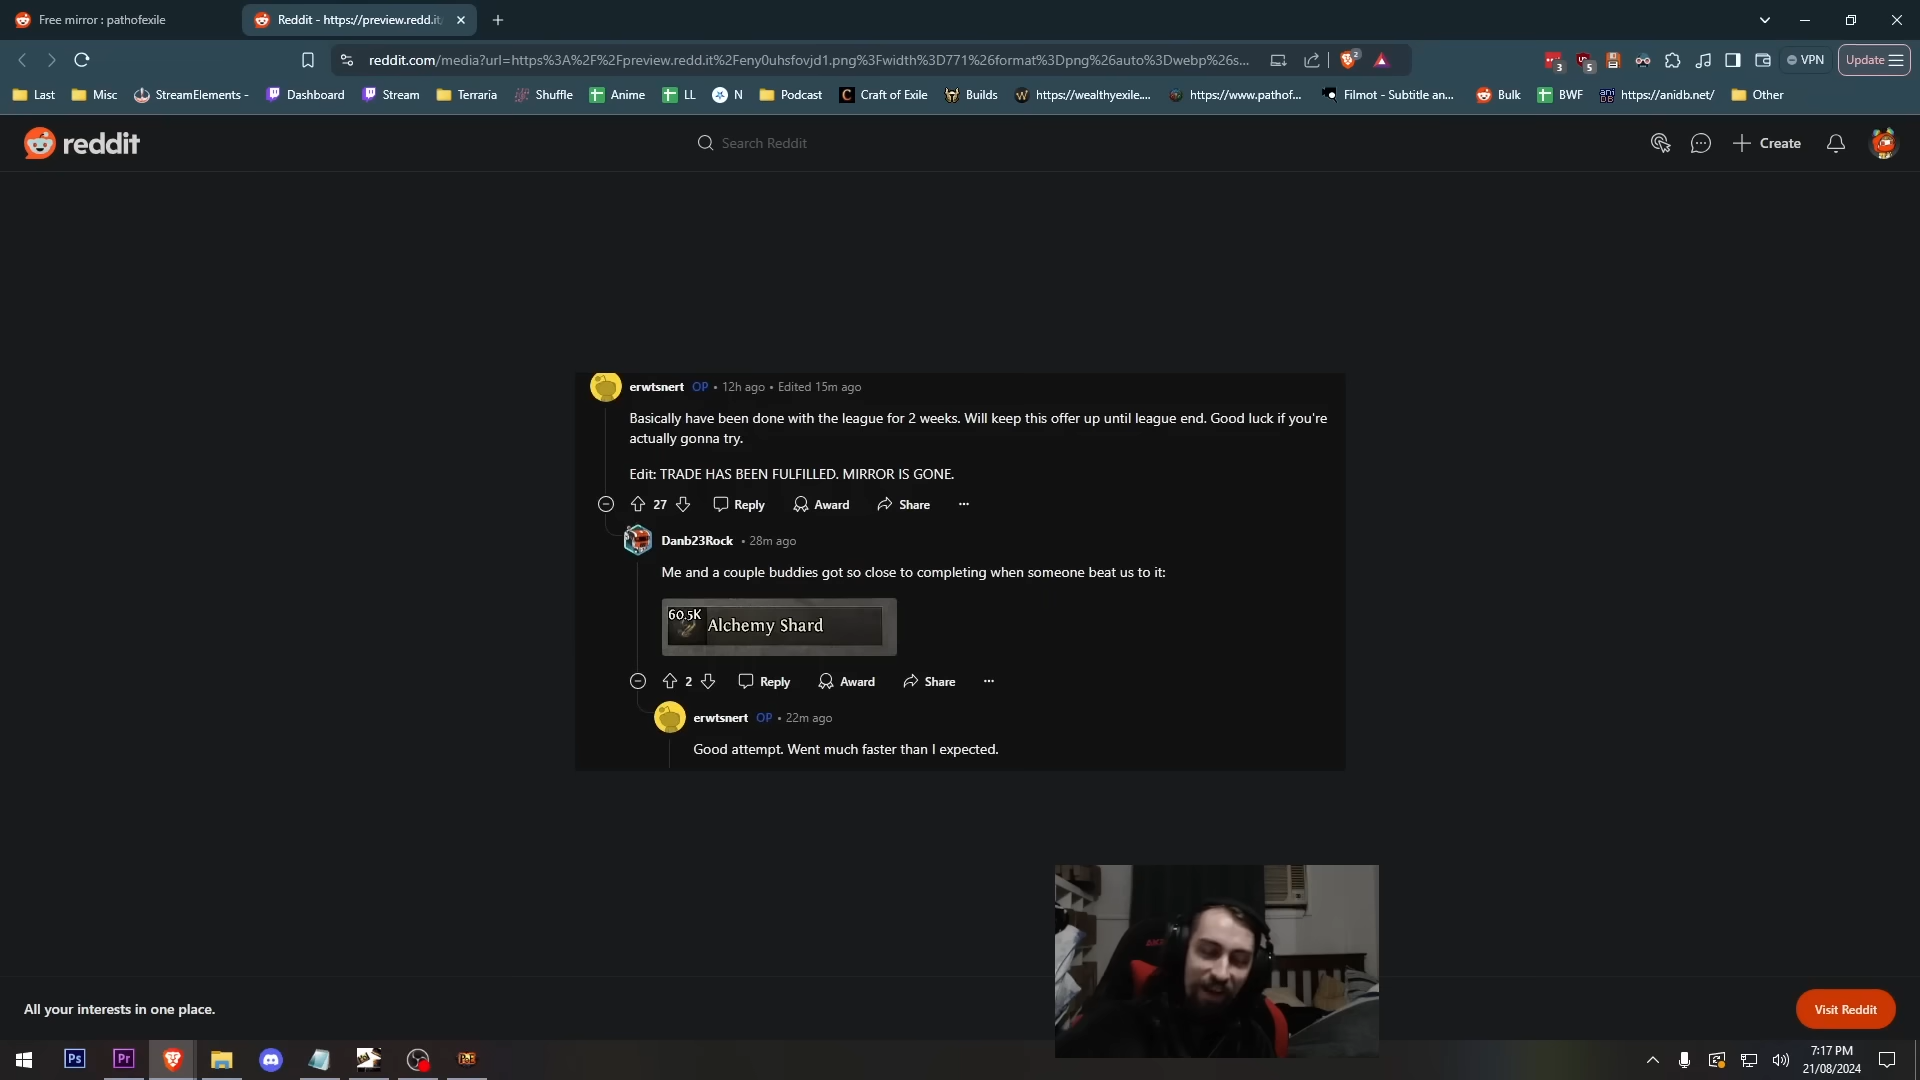 Free mirror : pathofexile
Reddit - https://preview.redd.it
reddit.com/media?url=https%3A%2F%2Fpreview.redd.it%2Feny0uhsfovjd1.png%3Fwidth%3D771%26format%3Dpng%26auto%3Dwebp%26s...
2
3
5
VPN
Update
Last
Misc
StreamElements -
Dashboard
Stream
Terraria
Shuffle
Anime
LL
N
Podcast
Craft of Exile
Builds
https://wealthyexile....
https://www.pathof...
Filmot - Subtitle an...
Bulk
BWF
https://anidb.net/
Other
reddit
Search Reddit
Create
erwtsnert OP • 12h ago • Edited 15m ago
Basically have been done with the league for 2 weeks. Will keep this offer up until league end. Good luck if you're
actually gonna try.
Edit: TRADE HAS BEEN FULFILLED. MIRROR IS GONE.
27 Reply Award Share ...
Danb23Rock • 28m ago
Me and a couple buddies got so close to completing when someone beat us to it:
60.5K
Alchemy Shard
2 Reply Award Share ...
erwtsnert OP • 22m ago
Good attempt. Went much faster than I expected.
All your interests in one place.
Visit Reddit
Ps
Pr
PoE
7:17 PM
21/08/2024